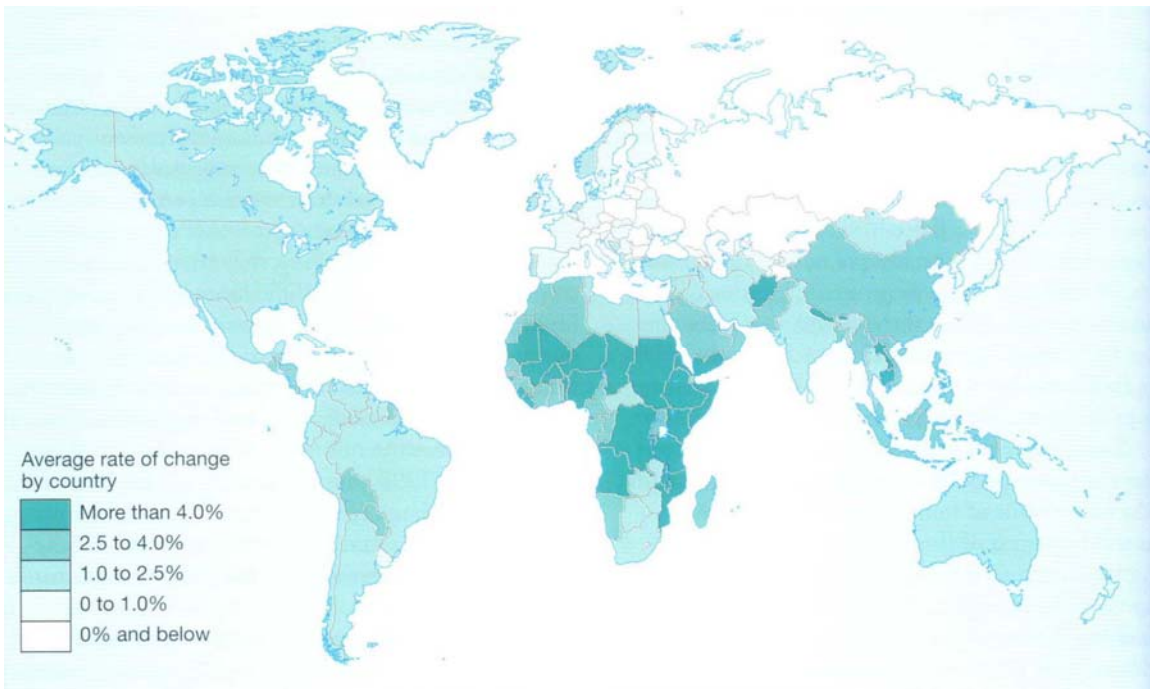 Average rate of change
by country
More than 4.0%
2.5 to 4.0%
1.0 to 2.5%
0 to 1.0%
0% and below